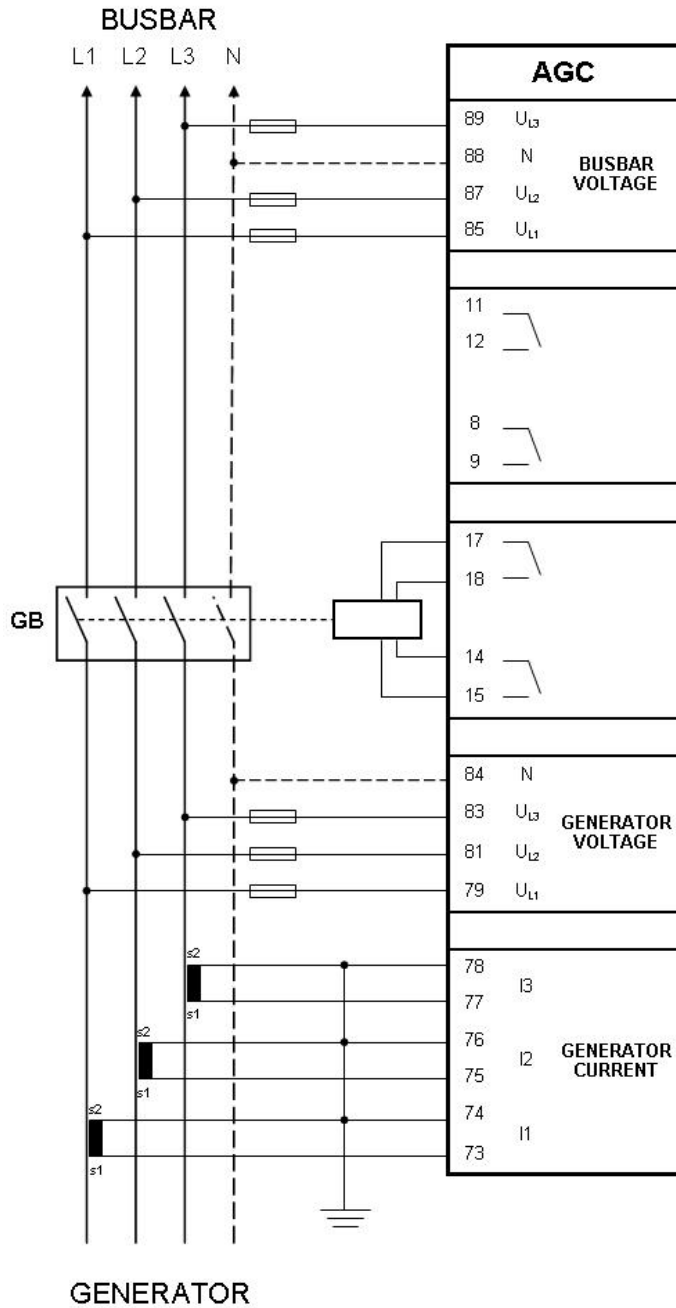 BUSBAR
L1 L2 L3 N
AGC
89 UL3
88 N
87 UL2
85 UL1
BUSBAR
VOLTAGE
11
12
8
9
17
18
14
15
GB
84 N
83 UL3
81 UL2
79 UL1
GENERATOR
VOLTAGE
s2
s1
78
77
I3
s2
s1
76
75
I2
GENERATOR
CURRENT
s2
s1
74
73
I1
GENERATOR